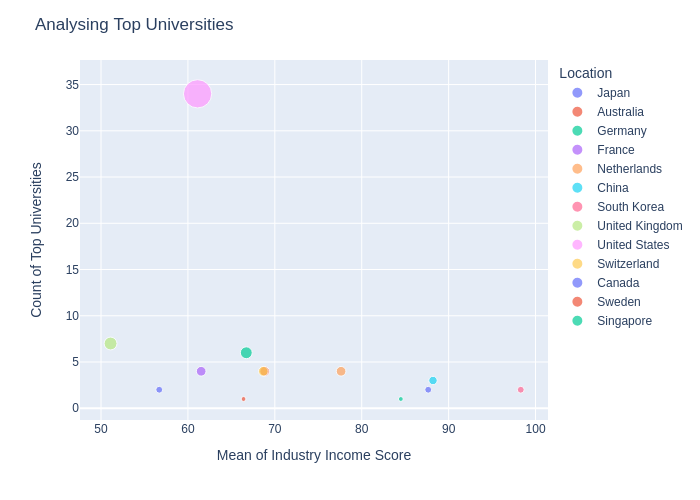 Analysing Top Universities
Count of Top Universities
35
30
25
20
15
10
5
0
50
60
70
80
90
100
Mean of Industry Income Score
Location
Japan
Australia
Germany
France
Netherlands
China
South Korea
United Kingdom
United States
Switzerland
Canada
Sweden
Singapore